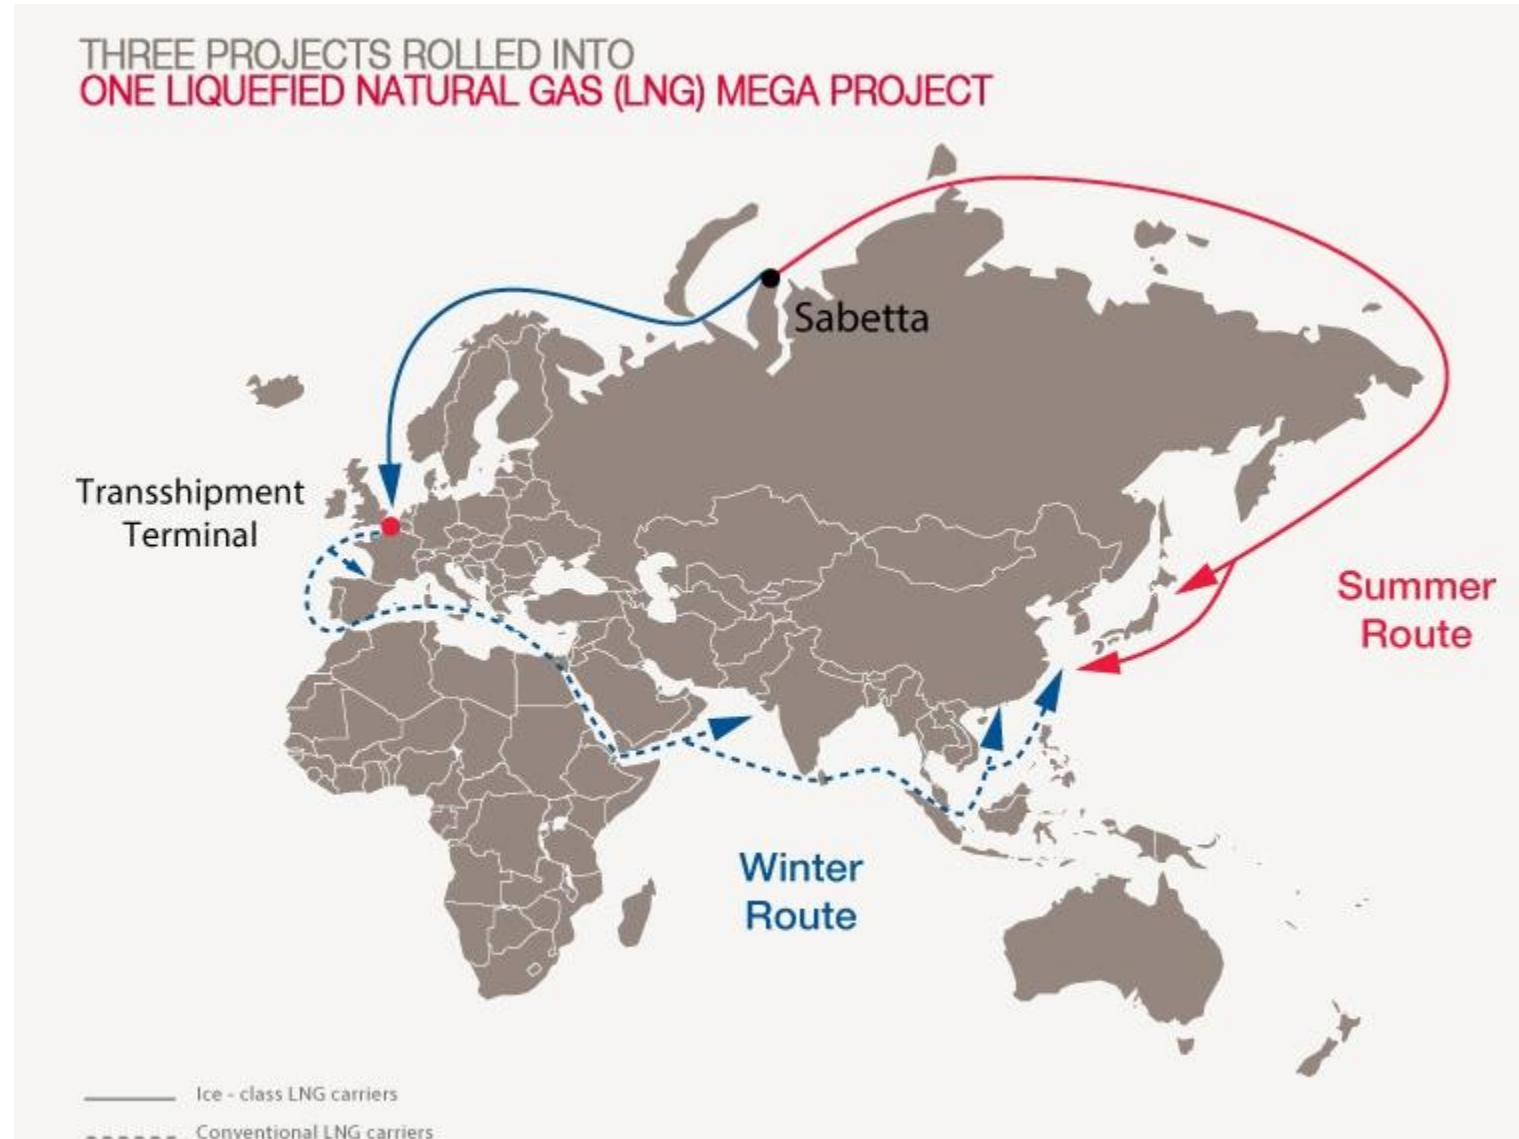 THREE PROJECTS ROLLED INTO
ONE LIQUEFIED NATURAL GAS (LNG) MEGA PROJECT
Sabetta
Transshipment
Terminal
Summer
Route
Winter
Route
Ice - class LNG carriers
Conventional LNG carriers